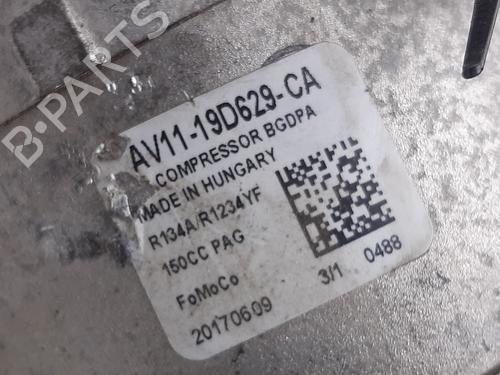 B-PARTS
AV11-19D629-CA
COMPRESSOR BGDPA
MADE IN HUNGARY
R134A/R1234YF
150CC PAG
FoMoCo
20170609
3/1 0488